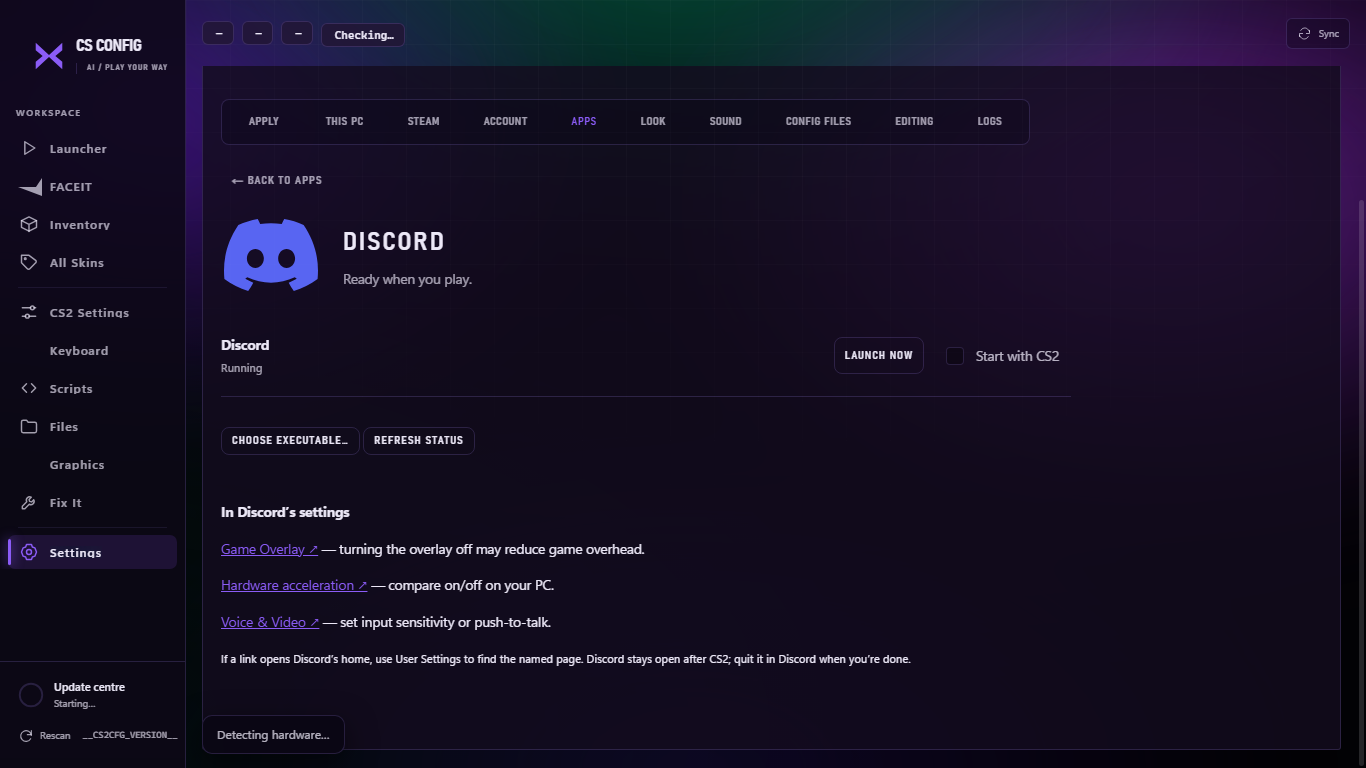 CS CONFIG
AI / PLAY YOUR WAY
WORKSPACE
Launcher
FACEIT
Inventory
All Skins
CS2 Settings
Keyboard
Scripts
Files
Graphics
Fix It
Settings
Update centre
Starting...
Rescan __CS2CFG_VERSION__
– – – Checking…
Sync
APPLY THIS PC STEAM ACCOUNT APPS LOOK SOUND CONFIG FILES EDITING LOGS
← BACK TO APPS
DISCORD
Ready when you play.
Discord
Running
LAUNCH NOW
Start with CS2
CHOOSE EXECUTABLE… REFRESH STATUS
In Discord’s settings
Game Overlay ↗ — turning the overlay off may reduce game overhead.
Hardware acceleration ↗ — compare on/off on your PC.
Voice & Video ↗ — set input sensitivity or push-to-talk.
If a link opens Discord’s home, use User Settings to find the named page. Discord stays open after CS2; quit it in Discord when you’re done.
Detecting hardware...